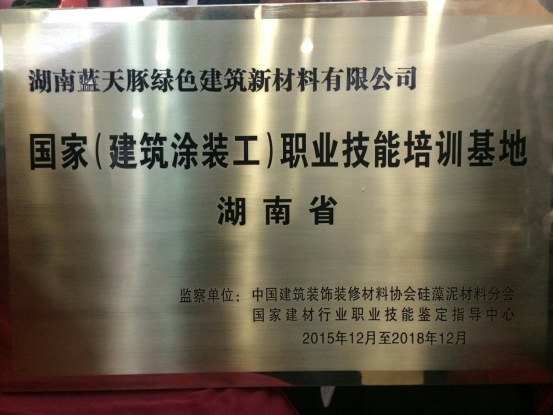 湖南蓝天豚绿色建筑新材料有限公司
国家(建筑涂装工)职业技能培训基地
湖南省
监察单位：中国建筑装饰装修材料协会硅藻泥材料分会
国家建材行业职业技能鉴定指导中心
2015年12月至2018年12月